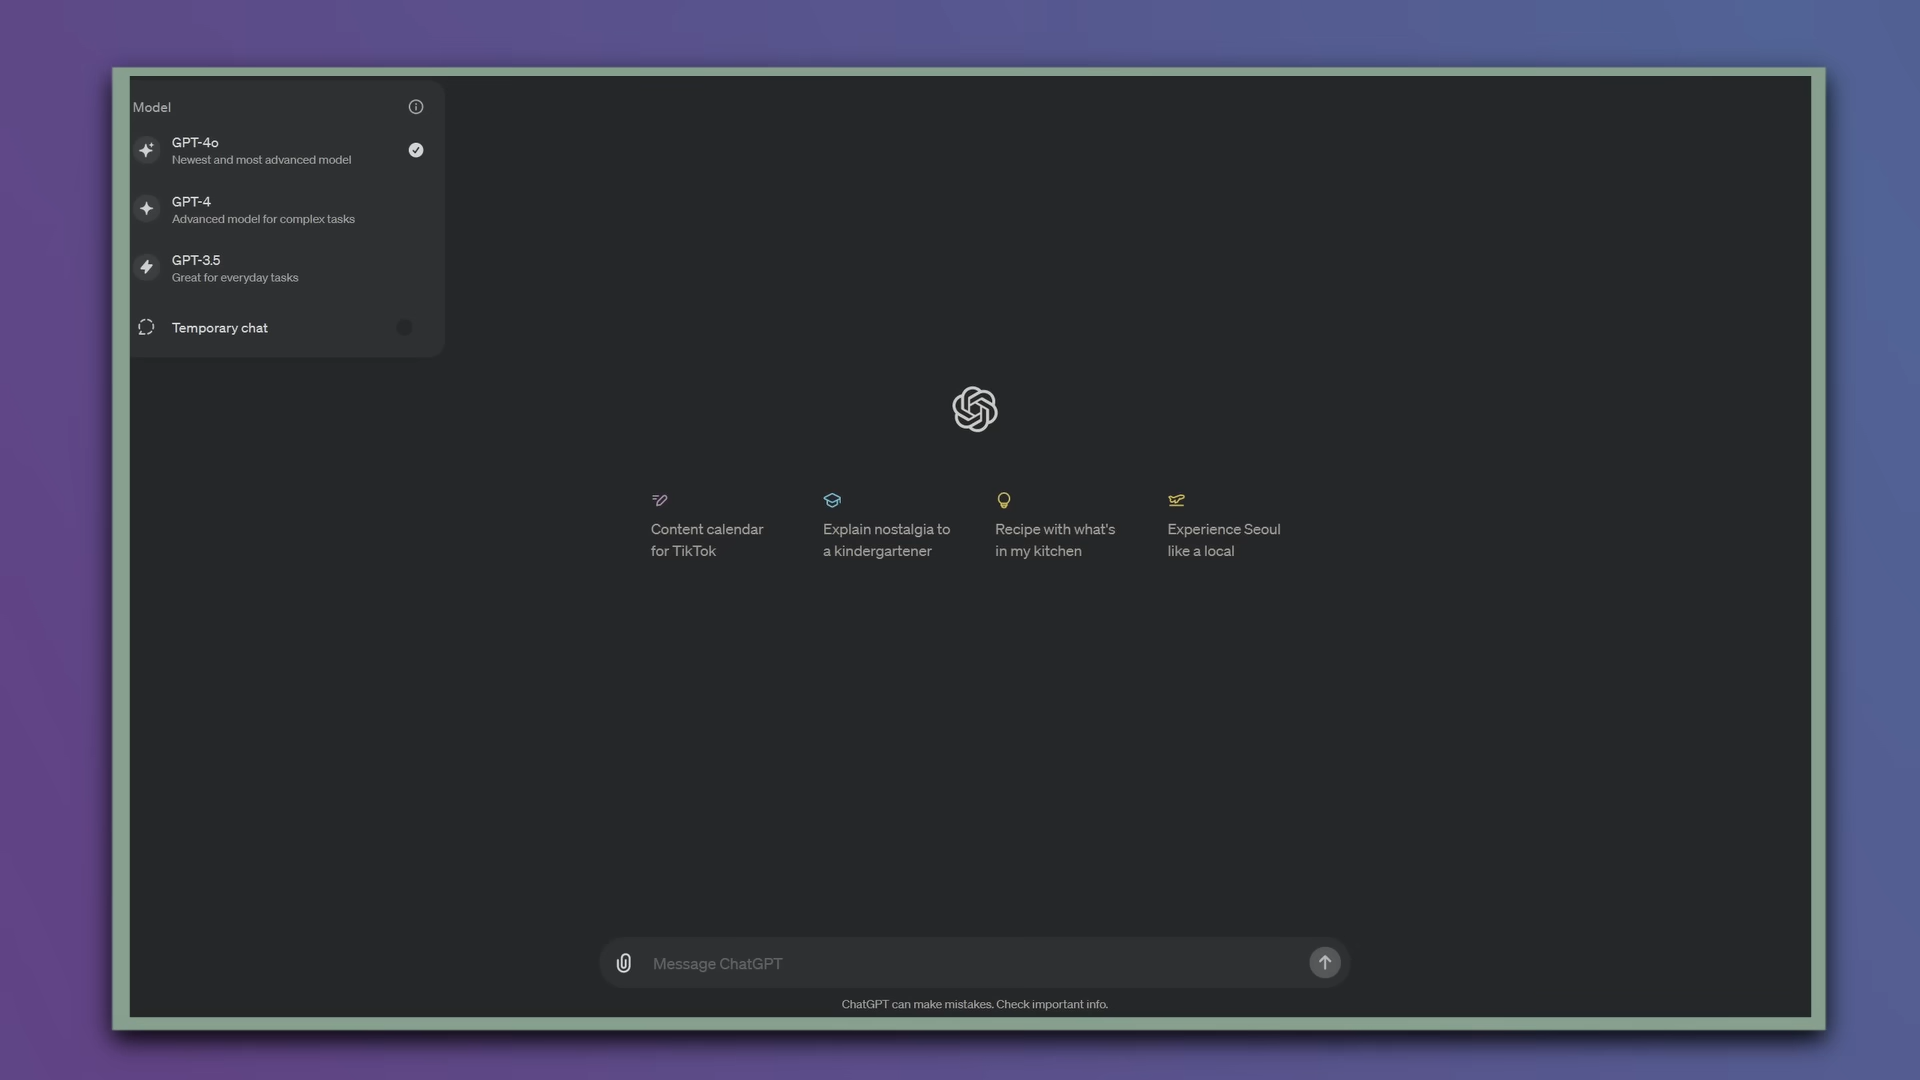 Model
GPT-4o
Newest and most advanced model
GPT-4
Advanced model for complex tasks
GPT-3.5
Great for everyday tasks
Temporary chat
Content calendar
for TikTok
Explain nostalgia to
a kindergartener
Recipe with what's
in my kitchen
Experience Seoul
like a local
Message ChatGPT
ChatGPT can make mistakes. Check important info.